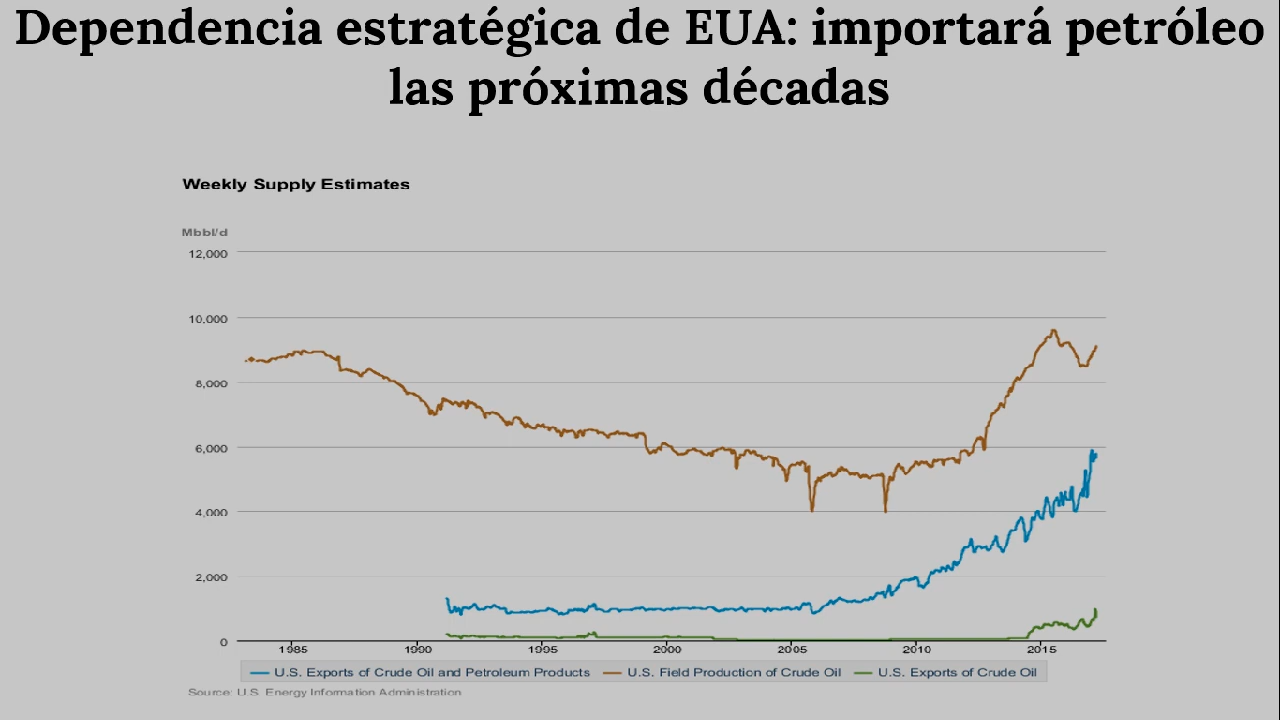 Dependencia estratégica de EUA: importará petróleo
las próximas décadas
Weekly Supply Estimates
Mbbl/d
12,000
10,000
8,000
6,000
4,000
2,000
0
1985 1990 1995 2000 2005 2010 2015
U.S. Exports of Crude Oil and Petroleum Products U.S. Field Production of Crude Oil U.S. Exports of Crude Oil
Source: U.S. Energy Information Administration